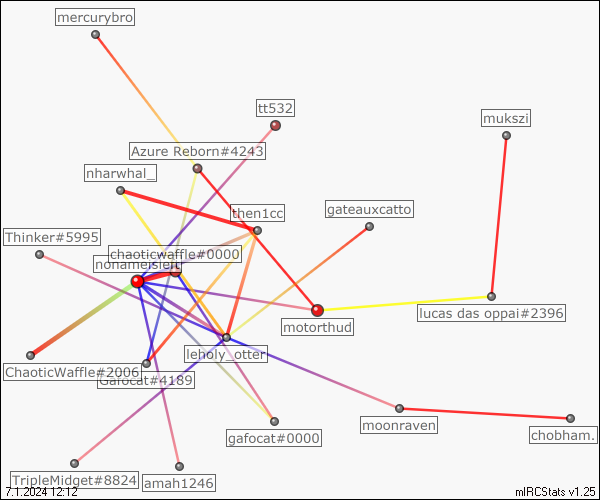 mercurybro
tt532
mukszi
Azure Reborn#4243
nharwhal_
then1cc
gateauxcatto
Thinker#5995
chaoticwaffle#0000
nonameisleft
lucas das oppai#2396
motorthud
leholy_otter
ChaoticWaffle#2006
Gafocat#4189
moonraven
gafocat#0000
chobham.
TripleMidget#8824
amah1246
7.1.2024 12:12
mIRCStats v1.25